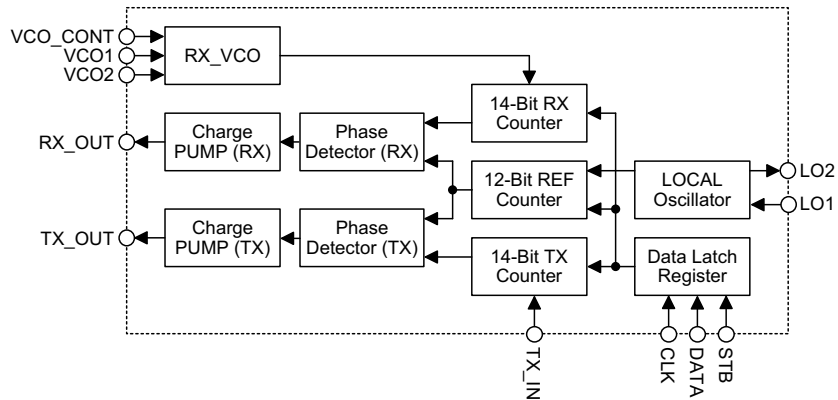 VCO_CONT
VCO1
VCO2
RX_VCO
14-Bit RX
Counter
RX_OUT
Charge
PUMP (RX)
Phase
Detector (RX)
12-Bit REF
Counter
LOCAL
Oscillator
LO2
LO1
TX_OUT
Charge
PUMP (TX)
Phase
Detector (TX)
14-Bit TX
Counter
Data Latch
Register
TX_IN
CLK
DATA
STB